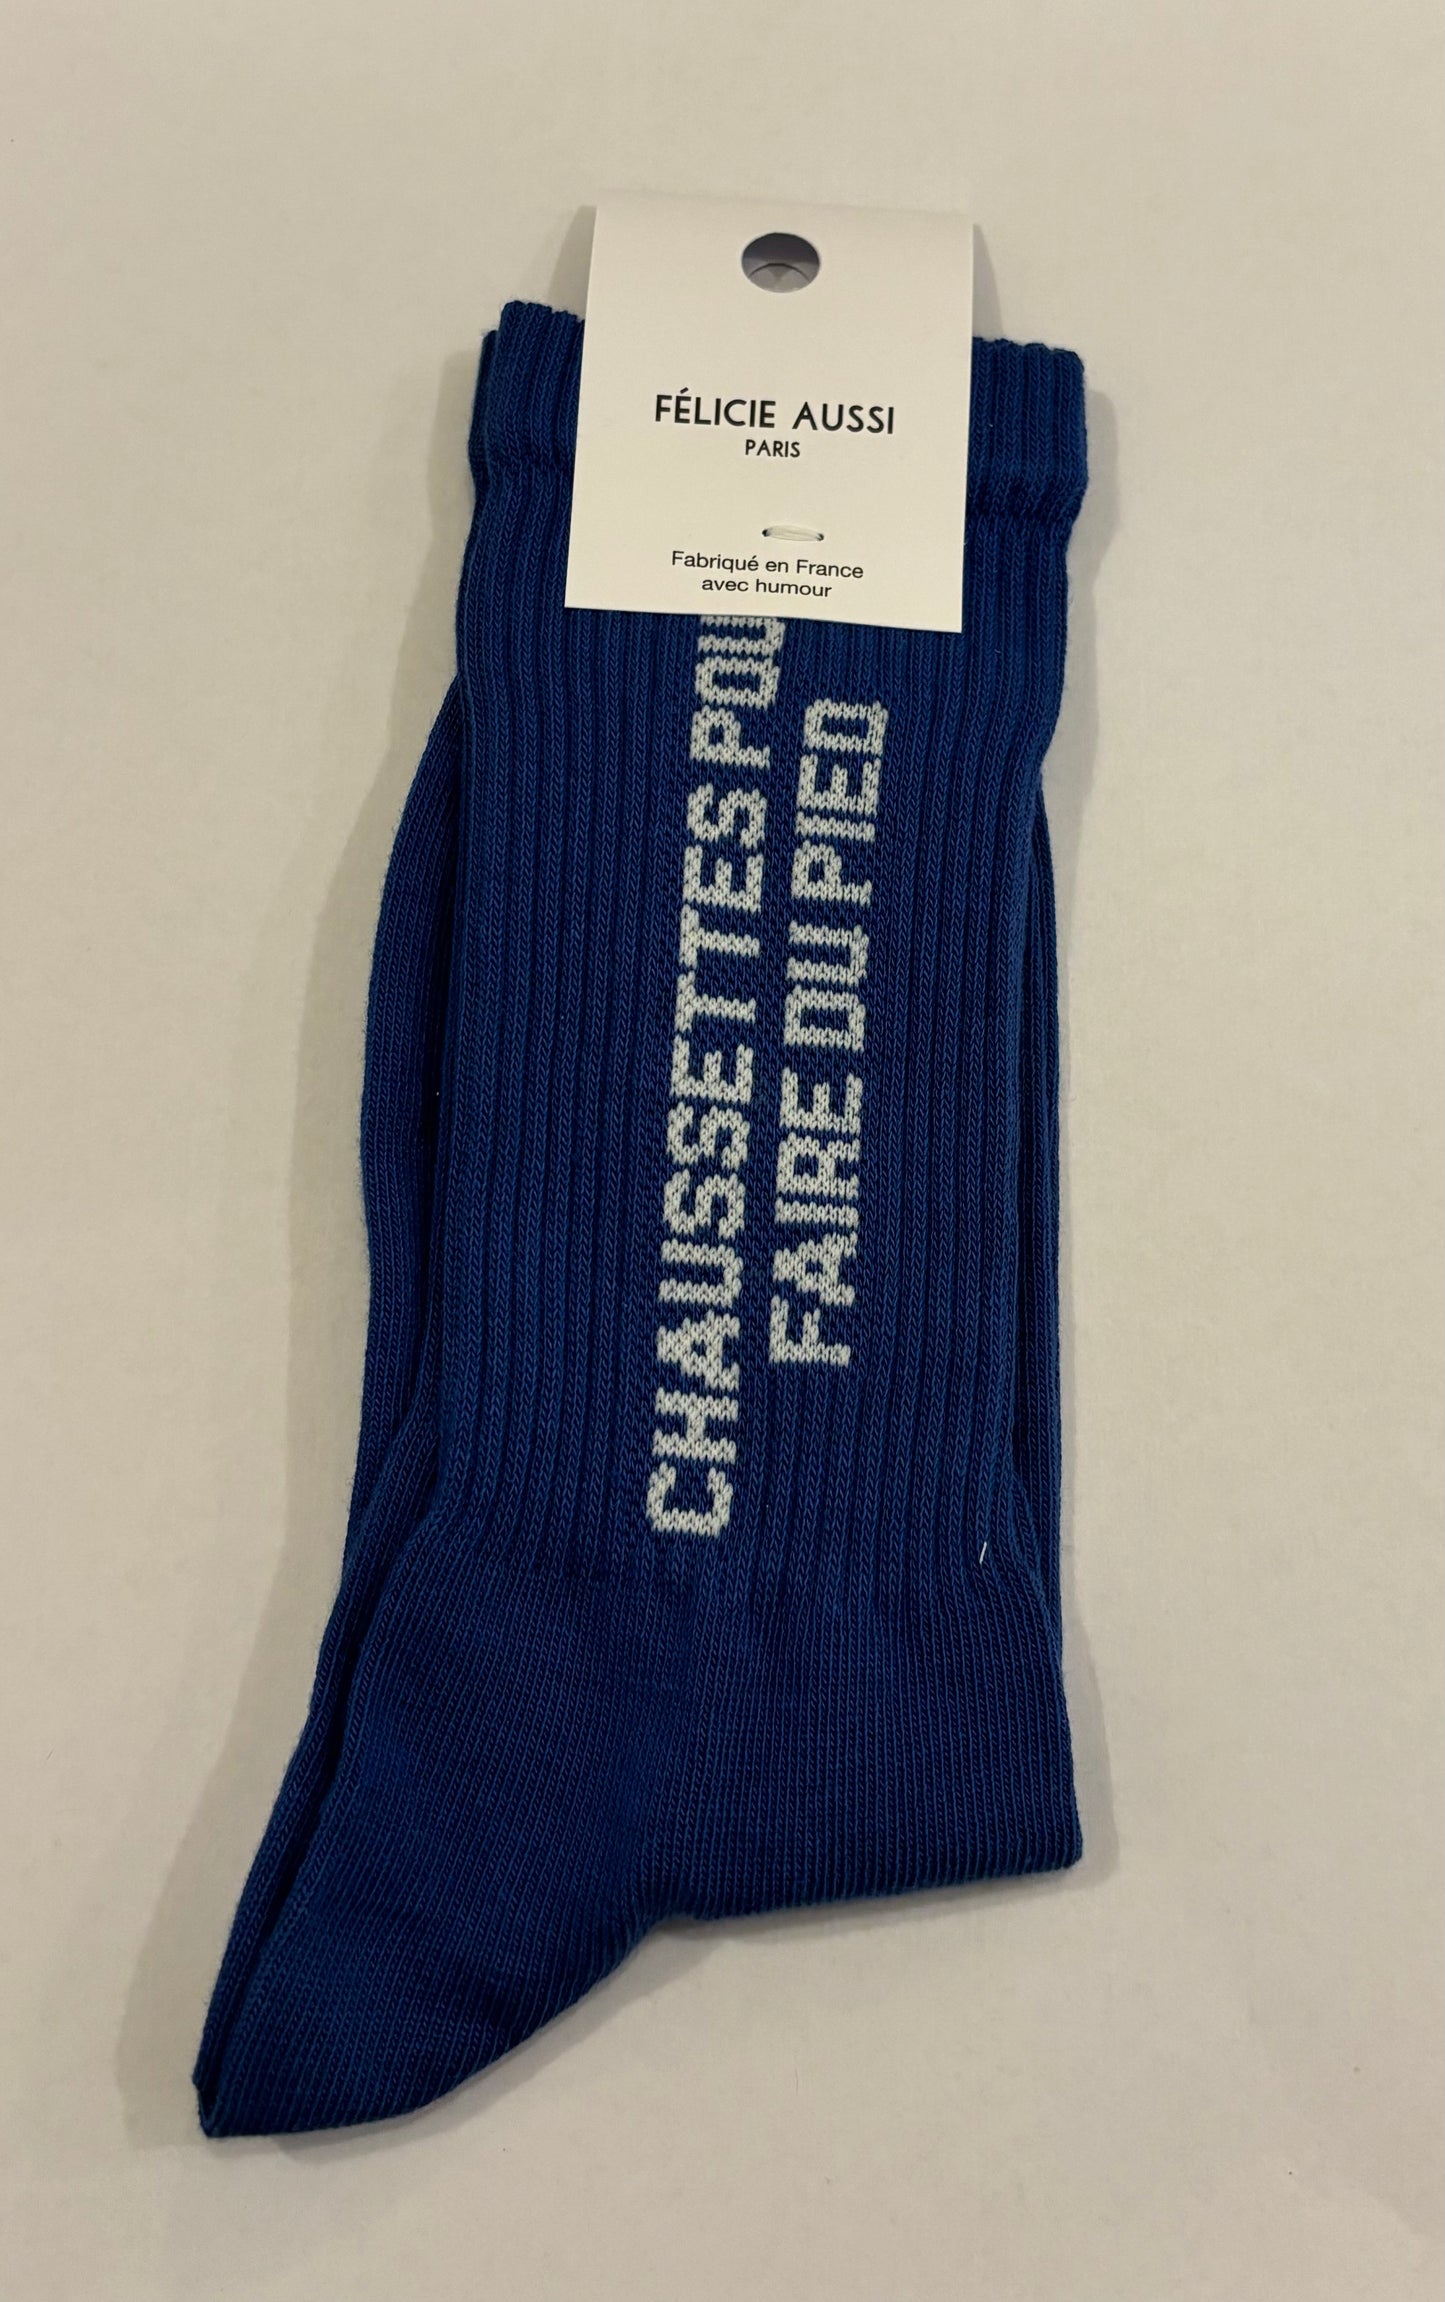 FÉLICIE AUSSI
PARIS
Fabriqué en France
avec humour
CHAUSSETTES POU
FAIRE DU PIED